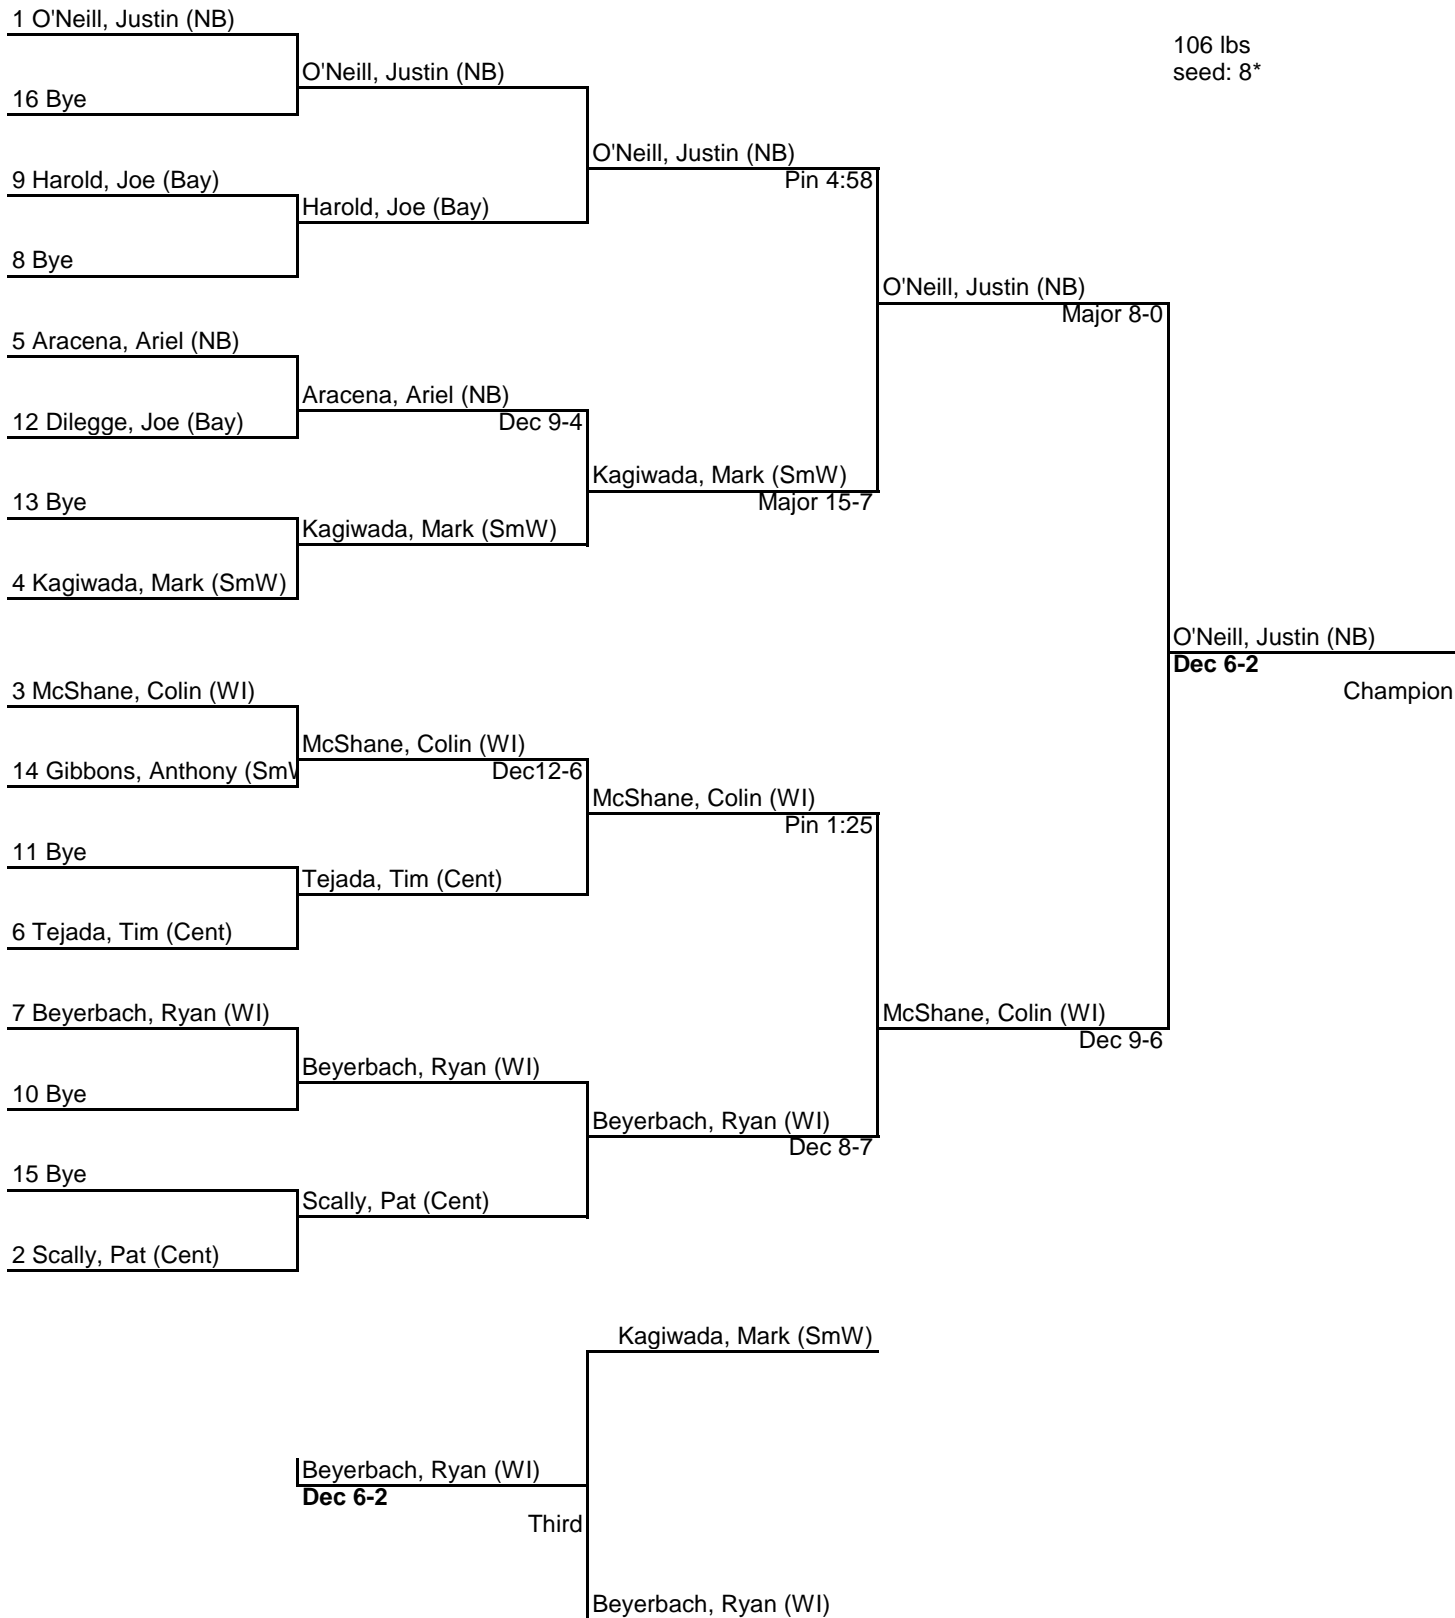 1 O'Neill, Justin (NB)
106 lbs
seed: 8*
O'Neill, Justin (NB)
16 Bye
O'Neill, Justin (NB)
Pin 4:58
9 Harold, Joe (Bay)
Harold, Joe (Bay)
8 Bye
O'Neill, Justin (NB)
Major 8-0
5 Aracena, Ariel (NB)
Aracena, Ariel (NB)
Dec 9-4
12 Dilegge, Joe (Bay)
Kagiwada, Mark (SmW)
Major 15-7
13 Bye
Kagiwada, Mark (SmW)
4 Kagiwada, Mark (SmW)
O'Neill, Justin (NB)
Dec 6-2
Champion
3 McShane, Colin (WI)
McShane, Colin (WI)
Dec12-6
14 Gibbons, Anthony (Sm
McShane, Colin (WI)
Pin 1:25
11 Bye
Tejada, Tim (Cent)
6 Tejada, Tim (Cent)
7 Beyerbach, Ryan (WI)
McShane, Colin (WI)
Dec 9-6
Beyerbach, Ryan (WI)
10 Bye
Beyerbach, Ryan (WI)
Dec 8-7
15 Bye
Scally, Pat (Cent)
2 Scally, Pat (Cent)
Kagiwada, Mark (SmW)
Beyerbach, Ryan (WI)
Dec 6-2
Third
Beyerbach, Ryan (WI)